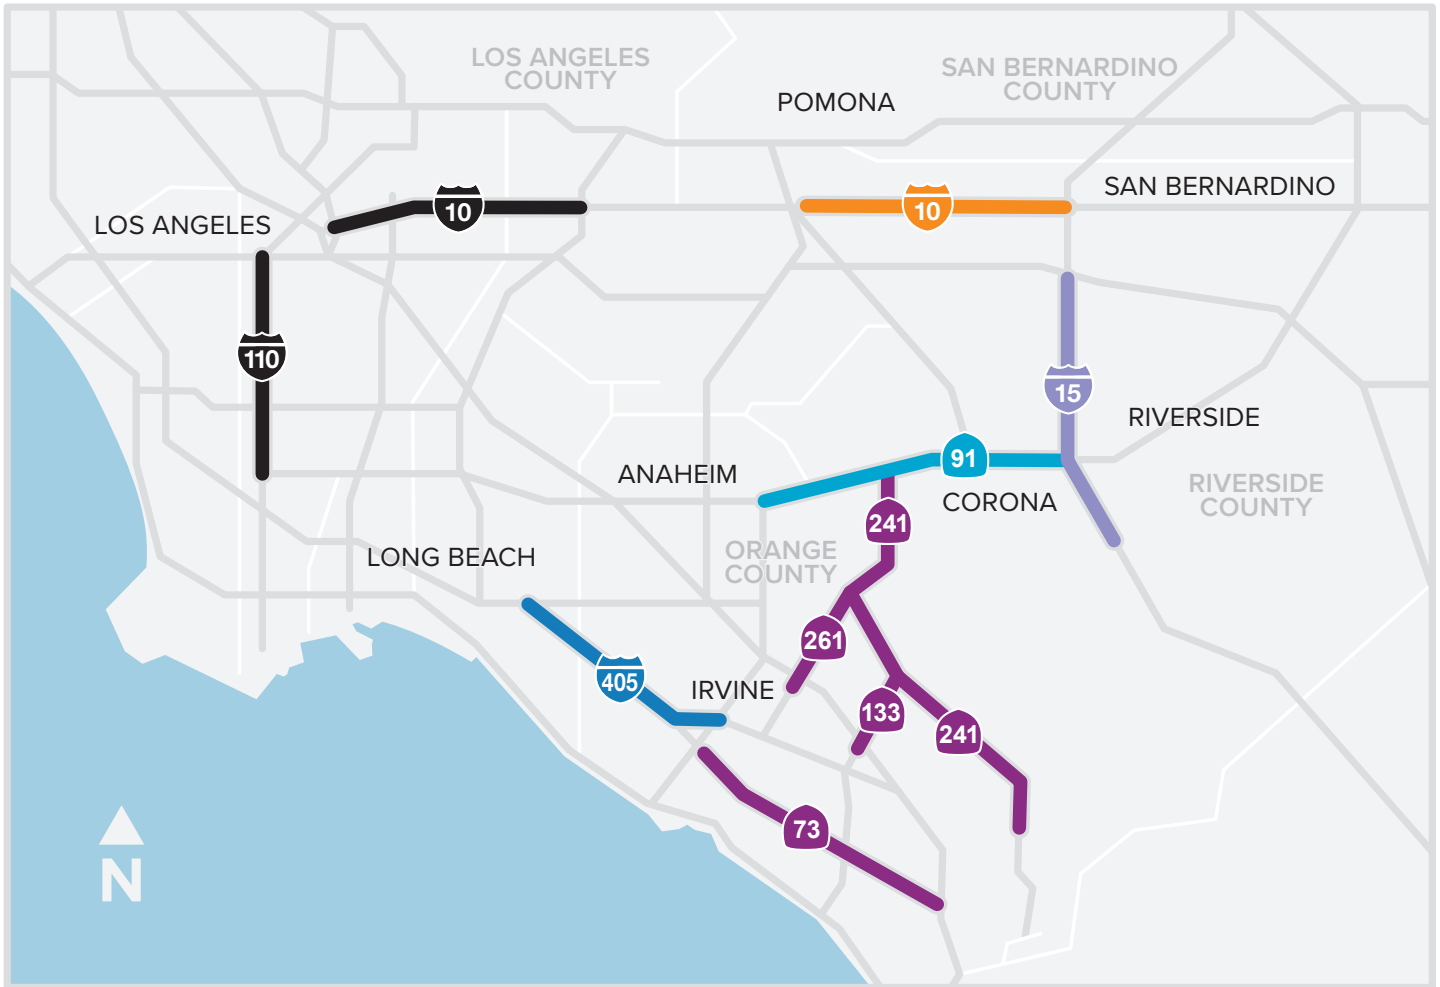 LOS ANGELES
COUNTY
SAN BERNARDINO
COUNTY
POMONA
SAN BERNARDINO
10
10
LOS ANGELES
110
15
RIVERSIDE
91
ANAHEIM
CORONA
RIVERSIDE
COUNTY
241
ORANGE
COUNTY
LONG BEACH
261
405
IRVINE
133
241
73
N